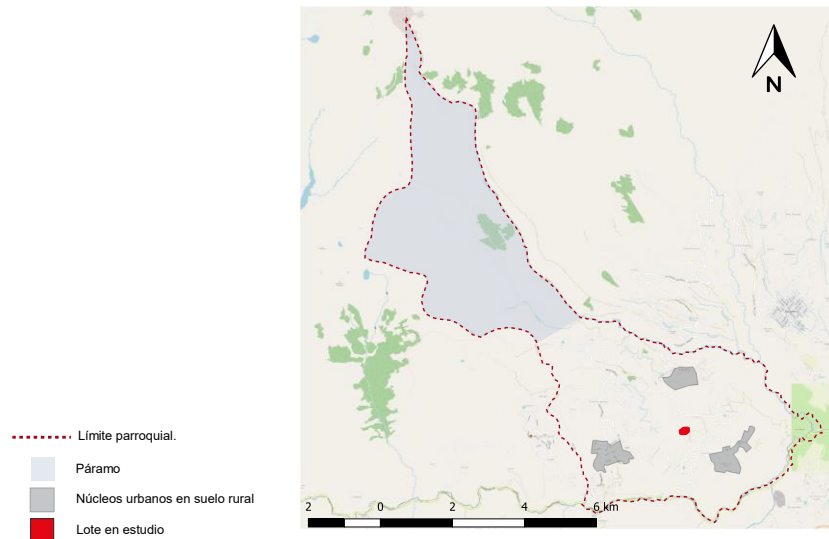 N
Límite parroquial.
Páramo
Núcleos urbanos en suelo rural
Lote en estudio
2 0 2 4 6 km